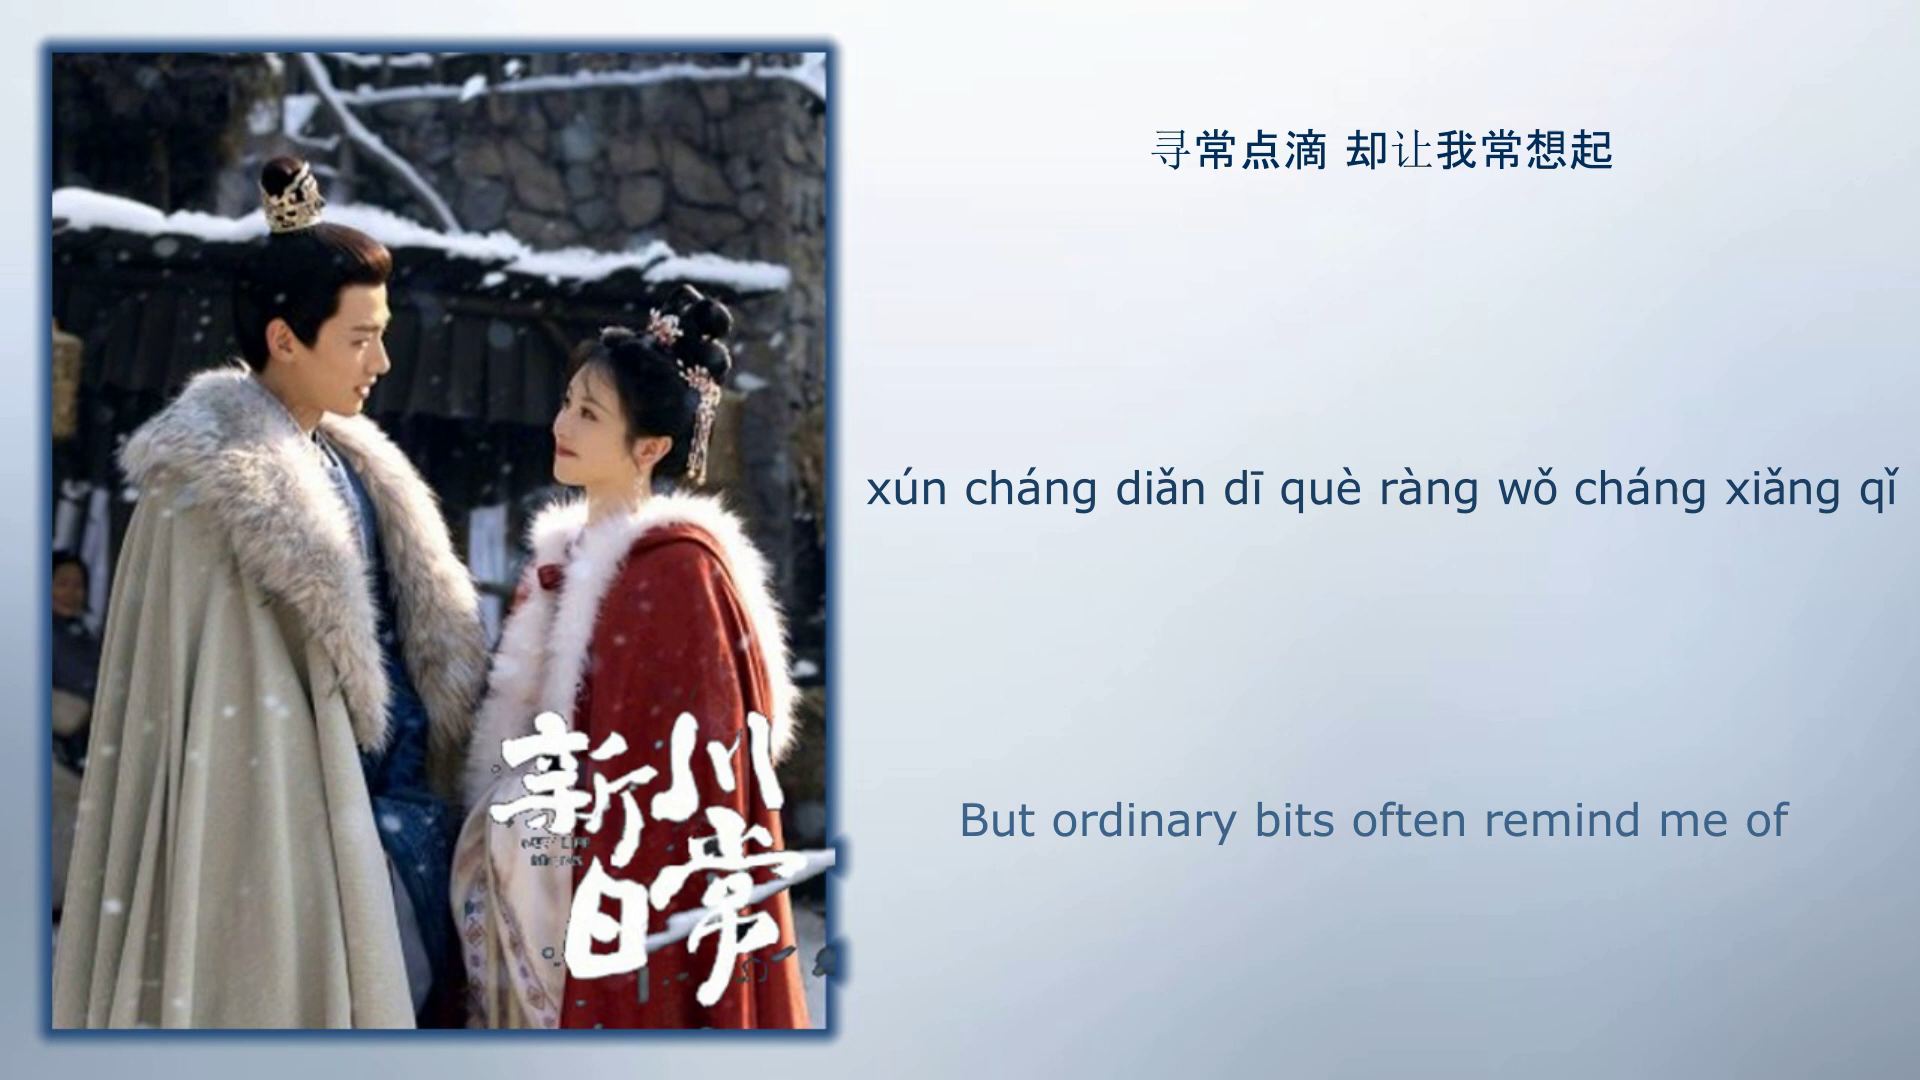 寻常点滴 却让我常想起
xún cháng diǎn dī què ràng wǒ cháng xiǎng qǐ
But ordinary bits often remind me of
新川
日常